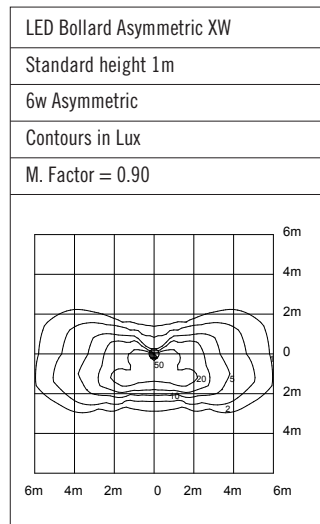 LED Bollard Asymmetric XW
Standard height 1m
6w Asymmetric
Contours in Lux
M. Factor = 0.90
6m
4m
2m
0
50
20
5
10
2
2m
4m
6m 4m 2m 0 2m 4m 6m